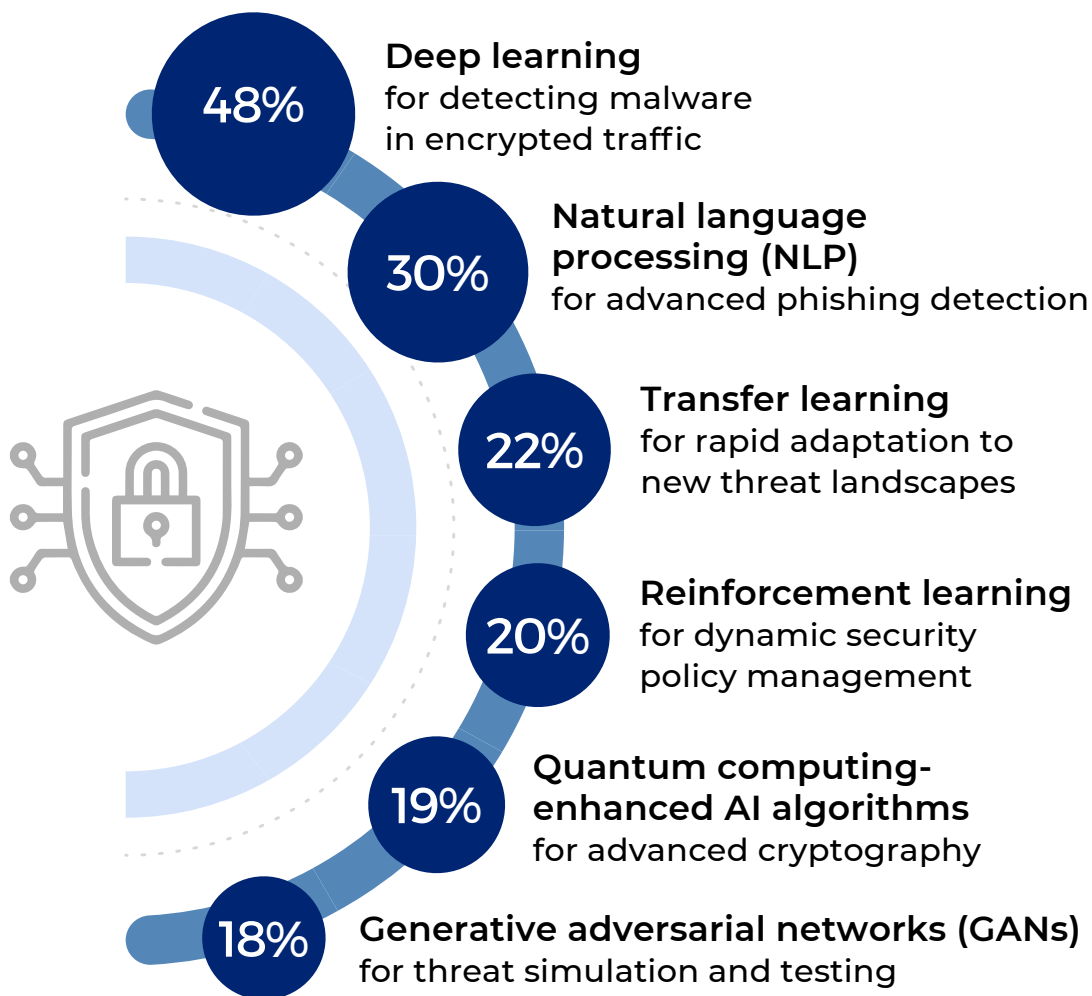 48%
Deep learning
for detecting malware
in encrypted traffic
30%
Natural language
processing (NLP)
for advanced phishing detection
22%
Transfer learning
for rapid adaptation to
new threat landscapes
20%
Reinforcement learning
for dynamic security
policy management
19%
Quantum computing-
enhanced AI algorithms
for advanced cryptography
18%
Generative adversarial networks (GANs)
for threat simulation and testing